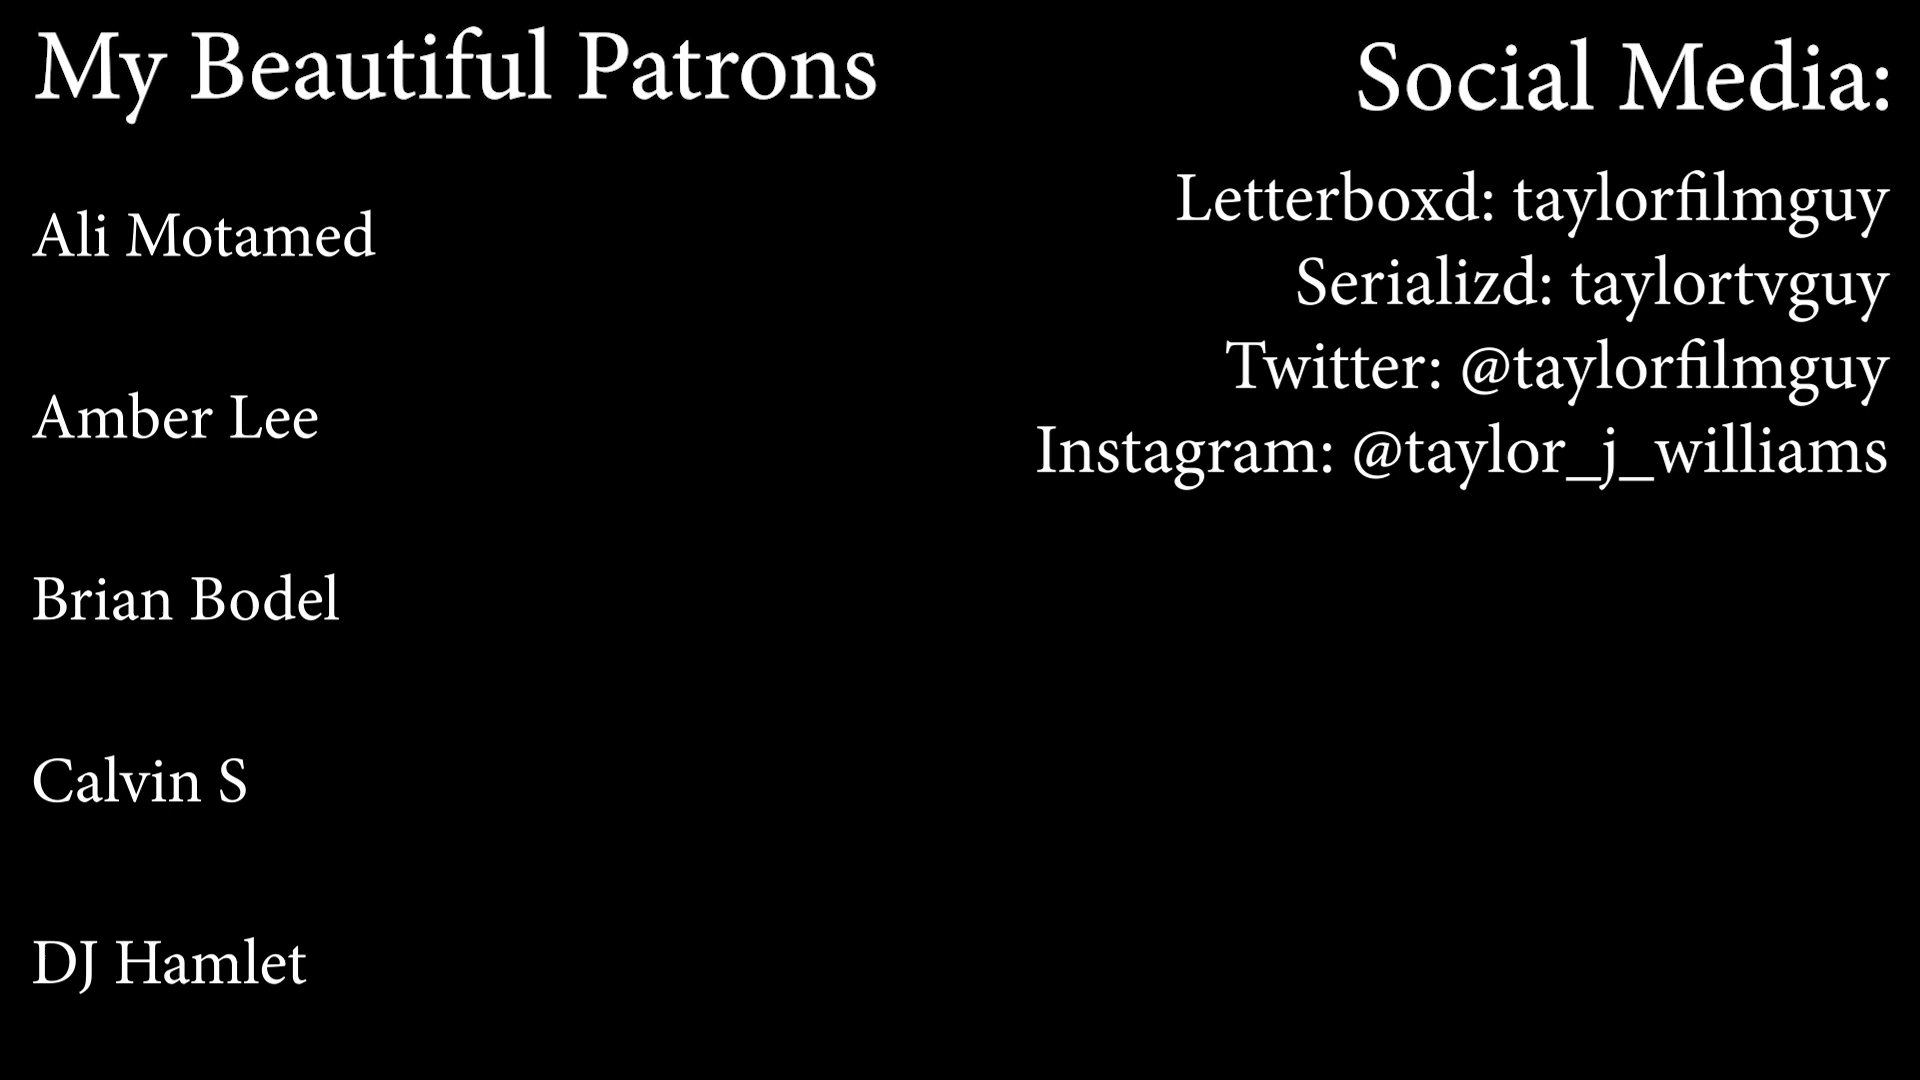 My Beautiful Patrons
Ali Motamed
Amber Lee
Brian Bodel
Calvin S
DJ Hamlet
Social Media:
Letterboxd: taylorfilmguy
Serializd: taylortvguy
Twitter: @taylorfilmguy
Instagram: @taylor_j_williams